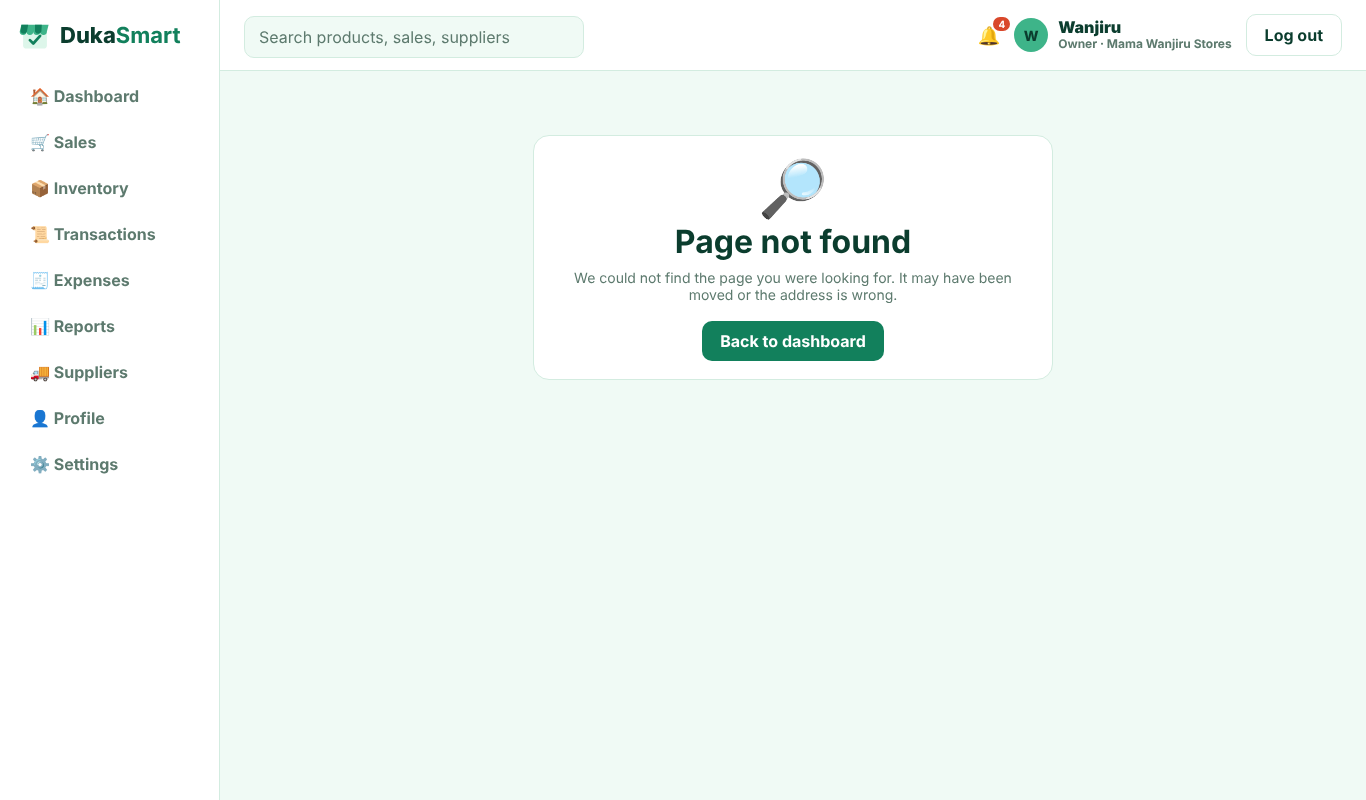 DukaSmart
Dashboard
Sales
Inventory
Transactions
Expenses
Reports
Suppliers
Profile
Settings
Search products, sales, suppliers
4
W
Wanjiru
Owner · Mama Wanjiru Stores
Log out
Page not found
We could not find the page you were looking for. It may have been
moved or the address is wrong.
Back to dashboard